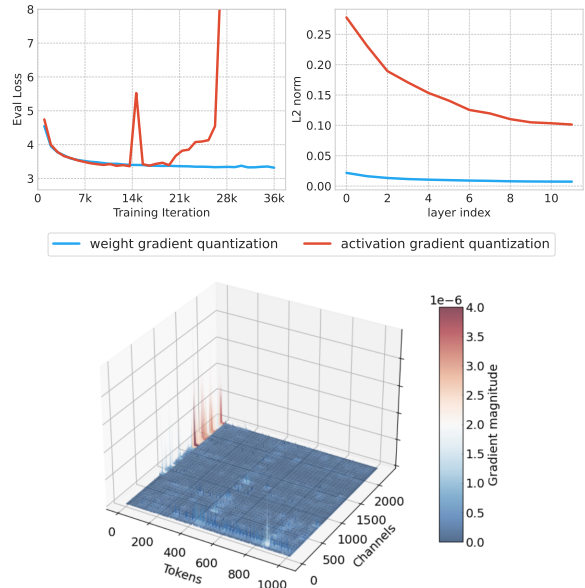 8
7
6
5
4
3
Eval Loss
0 7k 14k 21k 28k 36k
Training Iteration
0.25
0.20
0.15
0.10
0.05
0.00
L2 norm
0 2 4 6 8 10
layer index
weight gradient quantization activation gradient quantization
1e−6
4.0
3.5
3.0
2.5
2.0
1.5
1.0
0.5
0.0
Gradient magnitude
0 200 400 600 800 1000
Tokens
0 500 1000 1500 2000
Channels